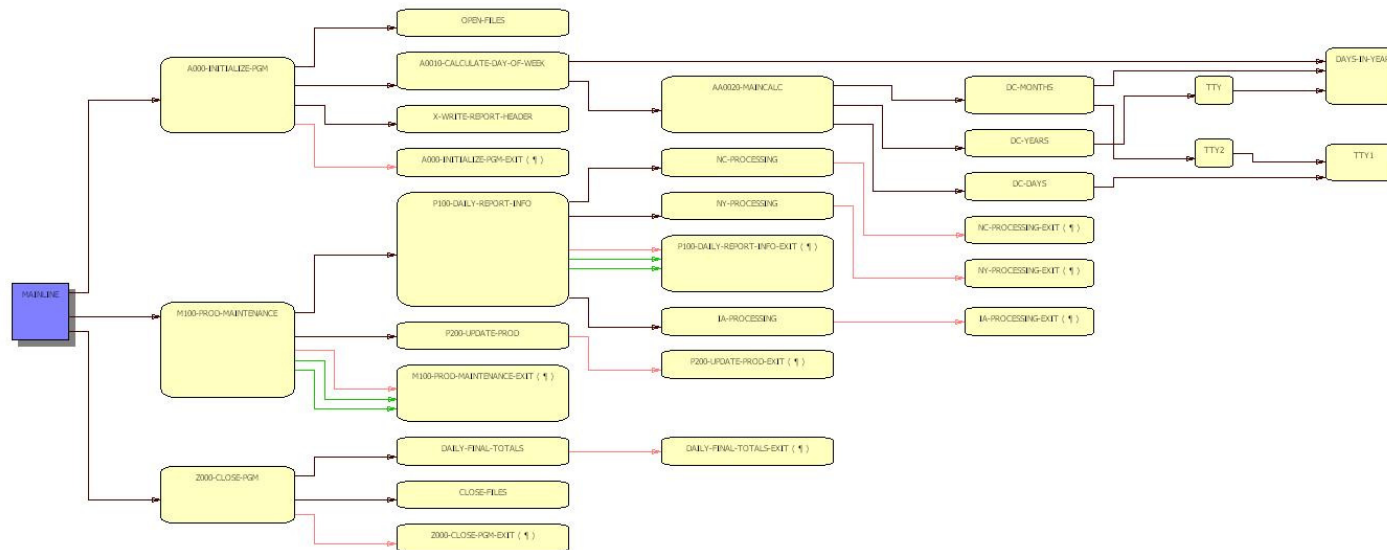 OPEN-FILES
A000-INITIALIZE-PGM
A0010-CALCULATE-DAY-OF-WEEK
DAYS-IN-YEAR
AA0020-MAINCALC
DC-MONTHS
TTY
X-WRITE-REPORT-HEADER
DC-YEARS
TTY2
TTY1
A000-INITIALIZE-PGM-EXIT ( ¶ )
NC-PROCESSING
DC-DAYS
P100-DAILY-REPORT-INFO
NY-PROCESSING
NC-PROCESSING-EXIT ( ¶ )
P100-DAILY-REPORT-INFO-EXIT ( ¶ )
NY-PROCESSING-EXIT ( ¶ )
MAINLINE
M100-PROD-MAINTENANCE
IA-PROCESSING
IA-PROCESSING-EXIT ( ¶ )
P200-UPDATE-PROD
P200-UPDATE-PROD-EXIT ( ¶ )
M100-PROD-MAINTENANCE-EXIT ( ¶ )
DAILY-FINAL-TOTALS
DAILY-FINAL-TOTALS-EXIT ( ¶ )
Z000-CLOSE-PGM
CLOSE-FILES
Z000-CLOSE-PGM-EXIT ( ¶ )